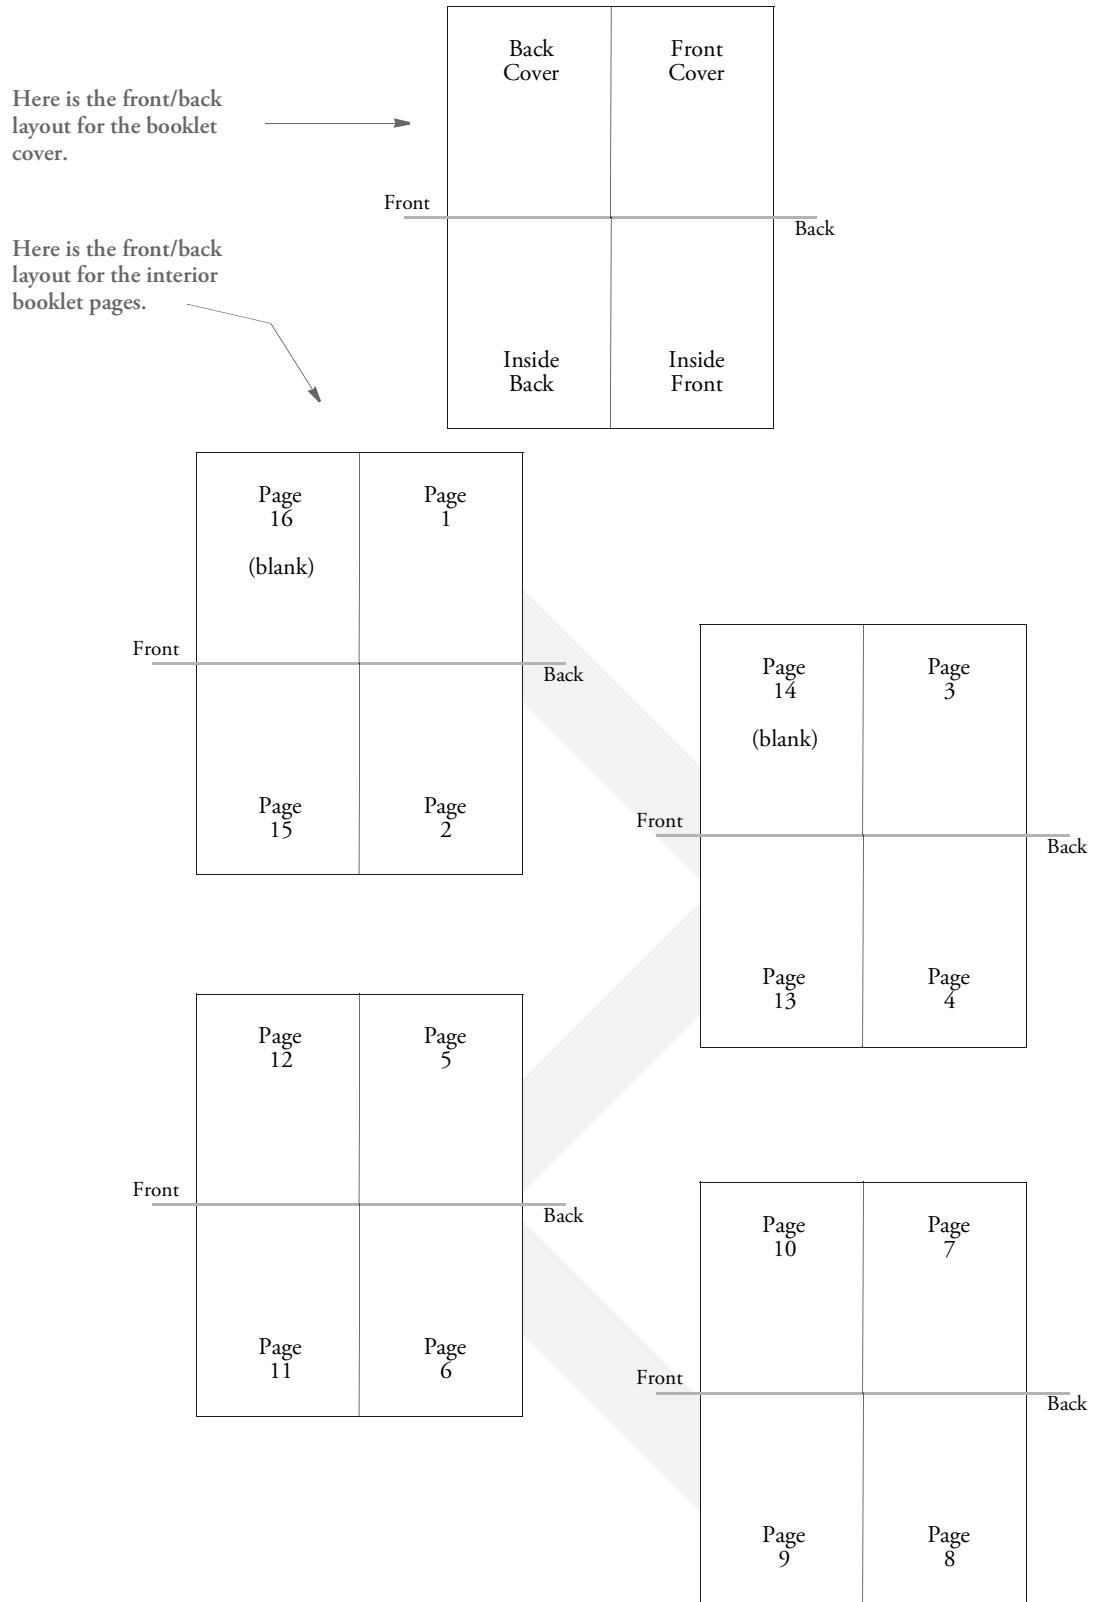 Back
Cover
Front
Cover
Here is the front/back
layout for the booklet
cover.
Front
Back
Here is the front/back
layout for the interior
booklet pages.
Inside
Back
Inside
Front
Page
16
(blank)
Page
1
Front
Back
Page
15
Page
2
Page
14
(blank)
Page
3
Front
Back
Page
13
Page
4
Page
12
Page
5
Front
Back
Page
11
Page
6
Page
10
Page
7
Front
Back
Page
9
Page
8